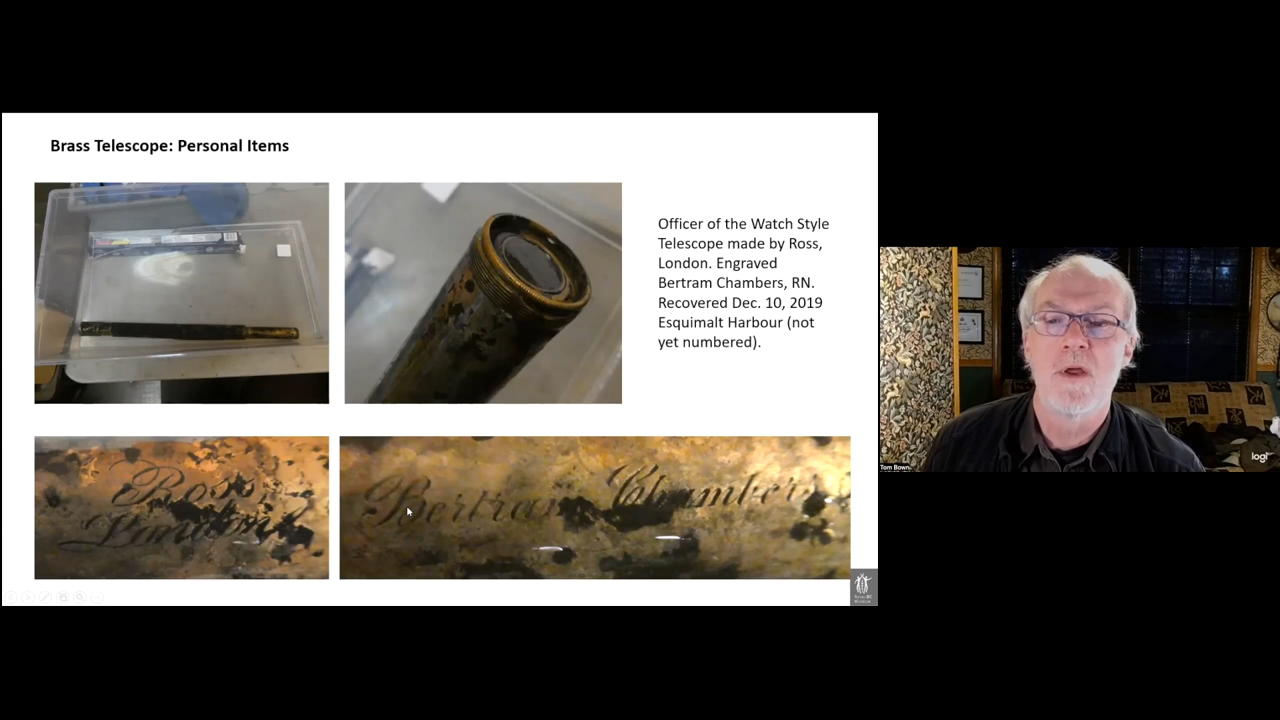 Brass Telescope: Personal Items
Officer of the Watch Style
Telescope made by Ross,
London. Engraved
Bertram Chambers, RN.
Recovered Dec. 10, 2019
Esquimalt Harbour (not
yet numbered).
Ross
London
Bertram Chambers
Tom Bown
logi